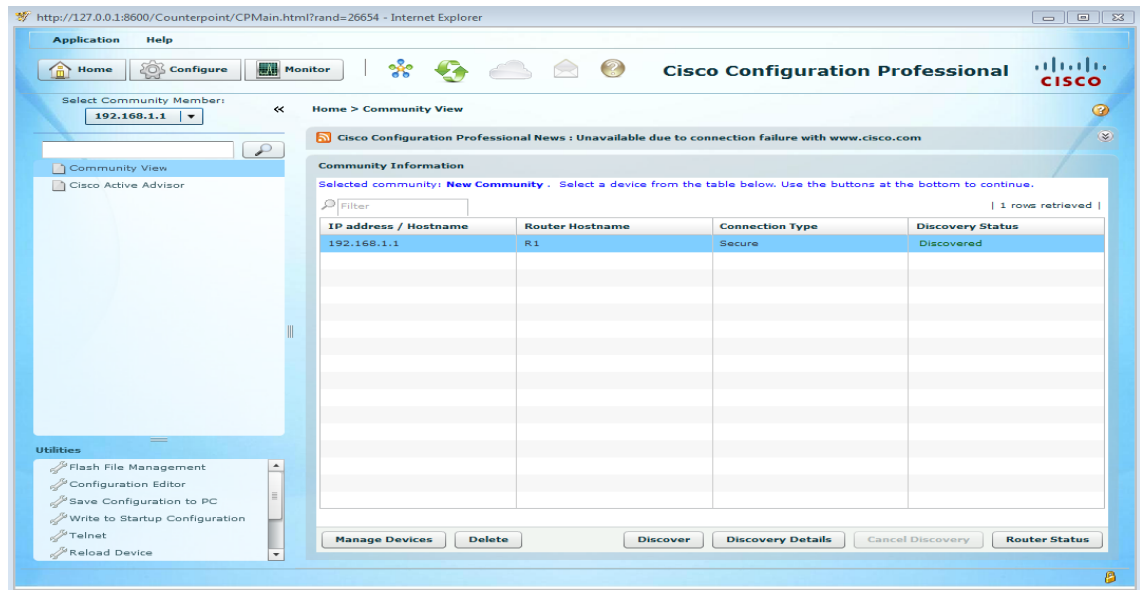 http://127.0.0.1:8600/Counterpoint/CPMain.html?rand=26654 - Internet Explorer
Application Help
Home Configure Monitor Cisco Configuration Professional CISCO
Select Community Member:
192.168.1.1
Home > Community View
Cisco Configuration Professional News : Unavailable due to connection failure with www.cisco.com
Community View
Cisco Active Advisor
Community Information
Selected community: New Community . Select a device from the table below. Use the buttons at the bottom to continue.
Filter | 1 rows retrieved |
IP address / Hostname Router Hostname Connection Type Discovery Status
192.168.1.1 R1 Secure Discovered
Utilities
Flash File Management
Configuration Editor
Save Configuration to PC
Write to Startup Configuration
Telnet
Reload Device
Manage Devices Delete Discover Discovery Details Cancel Discovery Router Status